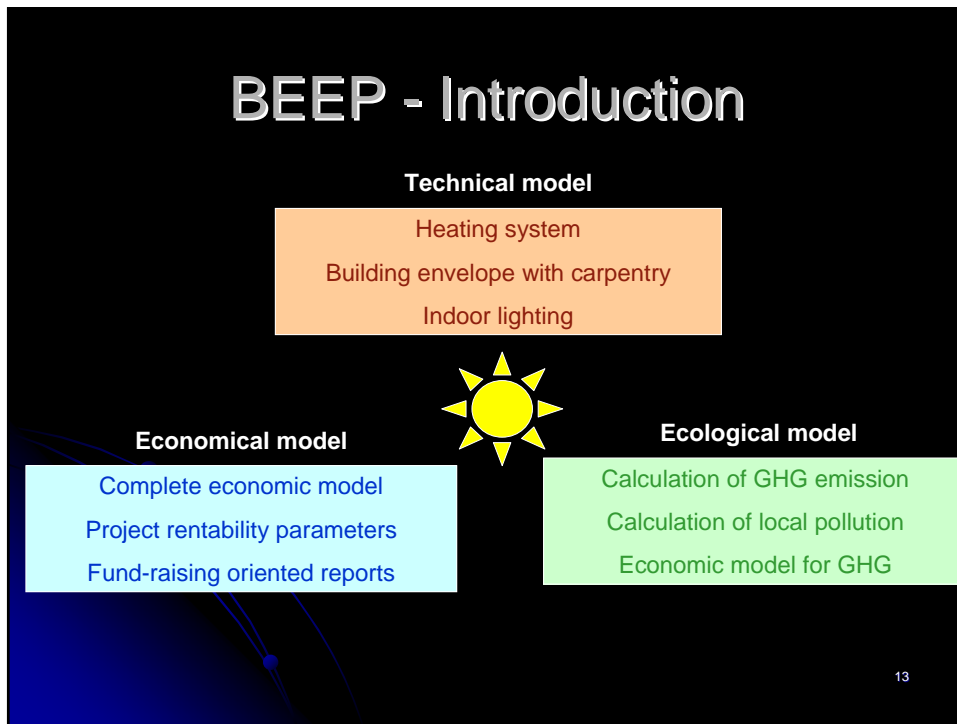 BEEP - Introduction
Technical model
Heating system
Building envelope with carpentry
Indoor lighting
Economical model
Complete economic model
Project rentability parameters
Fund-raising oriented reports
Ecological model
Calculation of GHG emission
Calculation of local pollution
Economic model for GHG
13